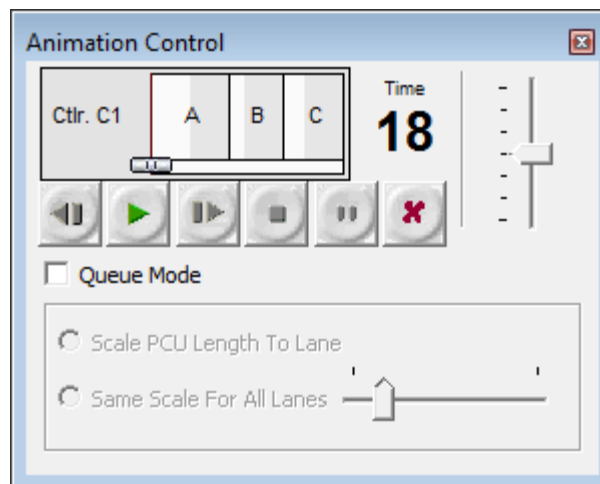 Animation Control
Time
Ctlr. C1 A B C
18
Queue Mode
Scale PCU Length To Lane
Same Scale For All Lanes